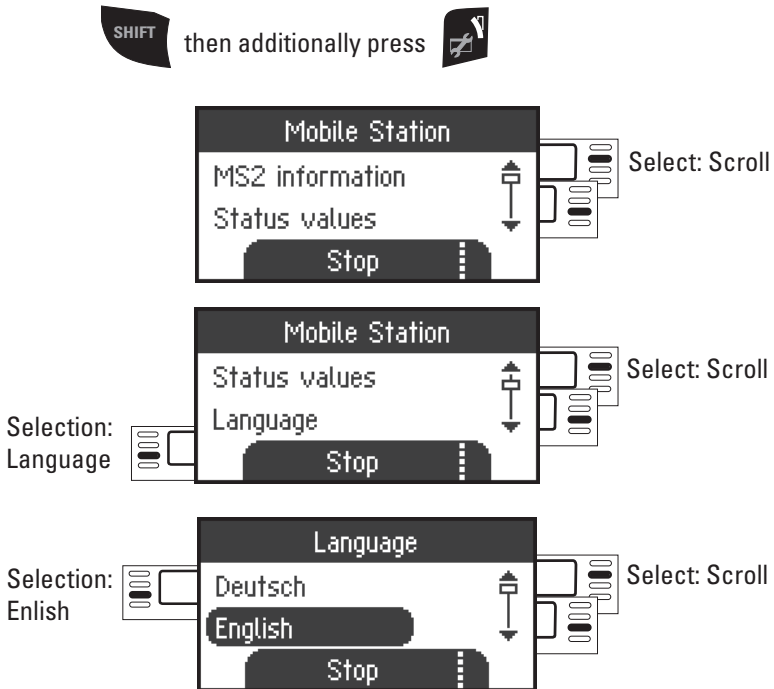 SHIFT then additionally press
Mobile Station
MS2 information
Select: Scroll
Status values
Stop
Mobile Station
Status values
Select: Scroll
Selection:
Language
Language
Stop
Language
Selection:
Enlish
Deutsch
Select: Scroll
English
Stop